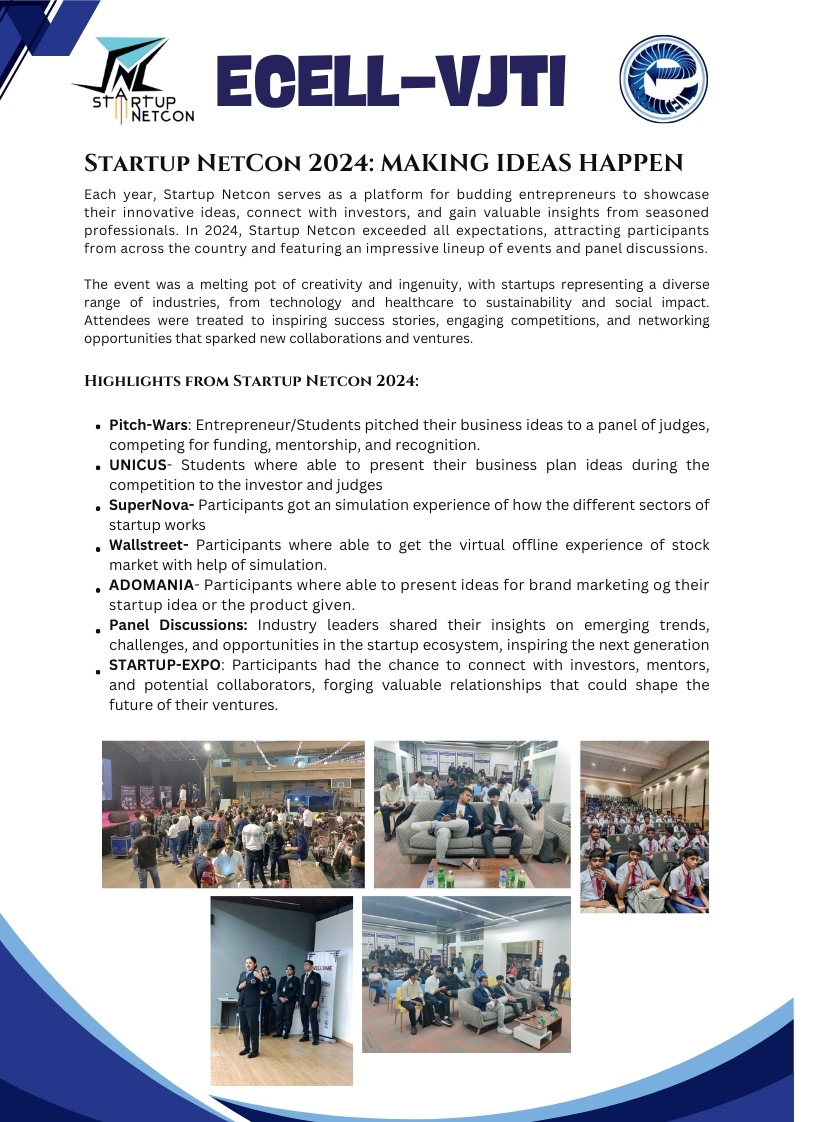 STARTUP
NETCON
ECELL-VJTI
STARTUP NETCON 2024: MAKING IDEAS HAPPEN
Each year, Startup Netcon serves as a platform for budding entrepreneurs to showcase
their innovative ideas, connect with investors, and gain valuable insights from seasoned
professionals. In 2024, Startup Netcon exceeded all expectations, attracting participants
from across the country and featuring an impressive lineup of events and panel discussions.
The event was a melting pot of creativity and ingenuity, with startups representing a diverse
range of industries, from technology and healthcare to sustainability and social impact.
Attendees were treated to inspiring success stories, engaging competitions, and networking
opportunities that sparked new collaborations and ventures.
HIGHLIGHTS FROM STARTUP NETCON 2024:
• Pitch-Wars: Entrepreneur/Students pitched their business ideas to a panel of judges,
competing for funding, mentorship, and recognition.
• UNICUS- Students where able to present their business plan ideas during the
competition to the investor and judges
• SuperNova- Participants got an simulation experience of how the different sectors of
startup works
• Wallstreet- Participants where able to get the virtual offline experience of stock
market with help of simulation.
• ADOMANIA- Participants where able to present ideas for brand marketing og their
startup idea or the product given.
• Panel Discussions: Industry leaders shared their insights on emerging trends,
challenges, and opportunities in the startup ecosystem, inspiring the next generation
• STARTUP-EXPO: Participants had the chance to connect with investors, mentors,
and potential collaborators, forging valuable relationships that could shape the
future of their ventures.
WELCOME